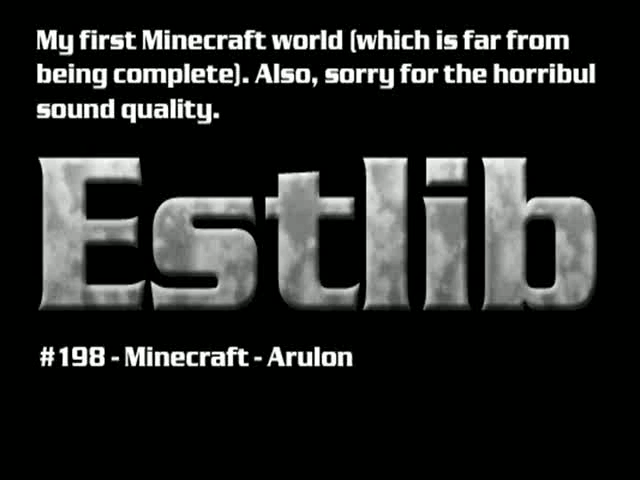 My first Minecraft world (which is far from
being complete). Also, sorry for the horribul
sound quality.
Estlib
#198 - Minecraft - Arulon